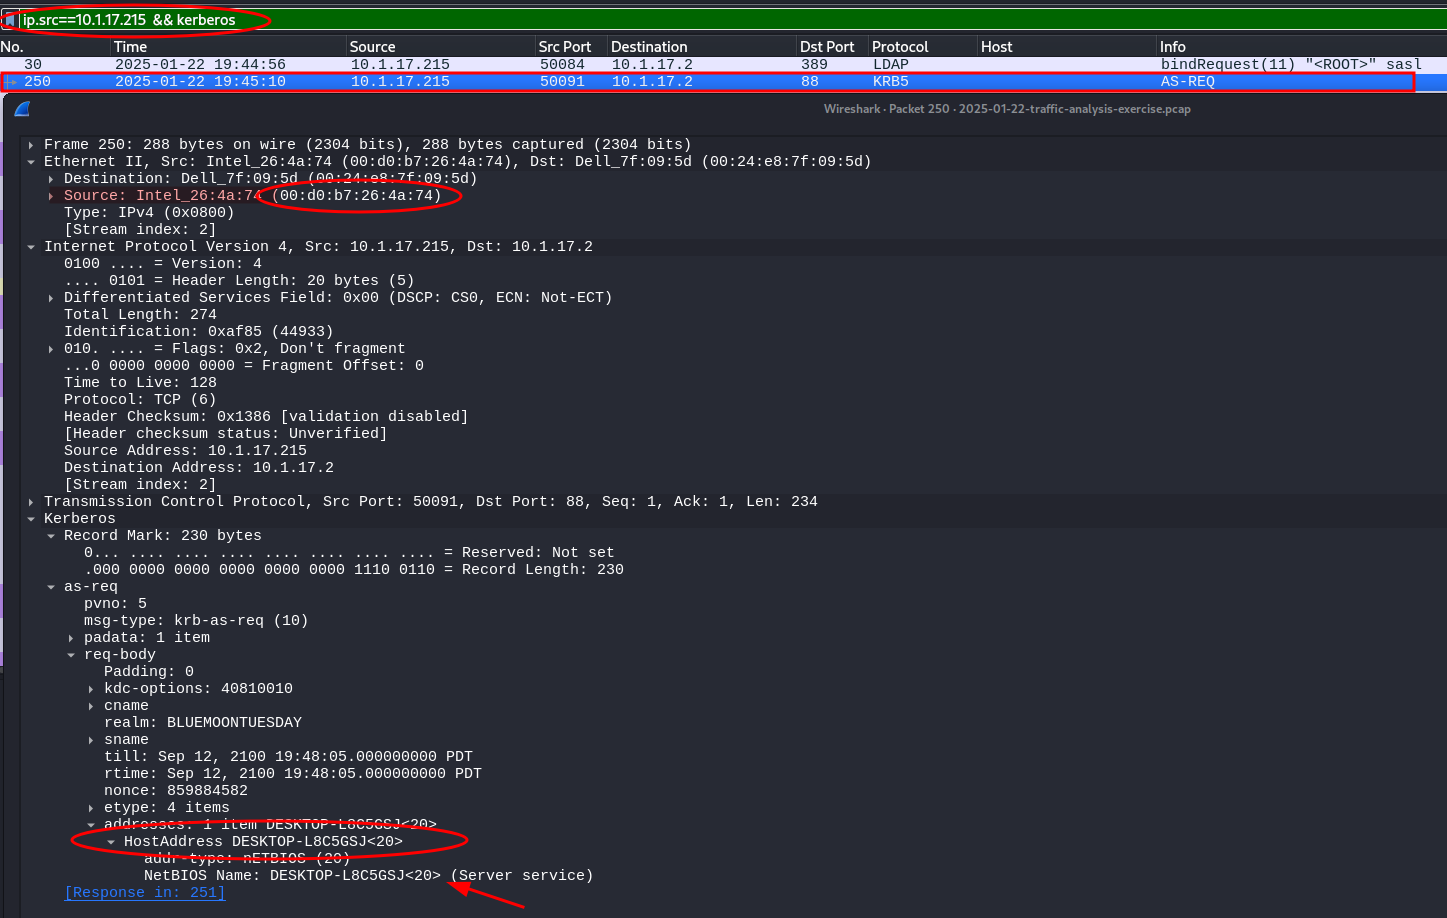 ip.src==10.1.17.215 && kerberos
No. Time Source Src Port Destination Dst Port Protocol Host Info
30 2025-01-22 19:44:56 10.1.17.215 50084 10.1.17.2 389 LDAP bindRequest(11) "<ROOT>" sasl
250 2025-01-22 19:45:10 10.1.17.215 50091 10.1.17.2 88 KRB5 AS-REQ
Wireshark · Packet 250 · 2025-01-22-traffic-analysis-exercise.pcap
Frame 250: 288 bytes on wire (2304 bits), 288 bytes captured (2304 bits)
Ethernet II, Src: Intel_26:4a:74 (00:d0:b7:26:4a:74), Dst: Dell_7f:09:5d (00:24:e8:7f:09:5d)
Destination: Dell_7f:09:5d (00:24:e8:7f:09:5d)
Source: Intel_26:4a:74 (00:d0:b7:26:4a:74)
Type: IPv4 (0x0800)
[Stream index: 2]
Internet Protocol Version 4, Src: 10.1.17.215, Dst: 10.1.17.2
0100 .... = Version: 4
.... 0101 = Header Length: 20 bytes (5)
Differentiated Services Field: 0x00 (DSCP: CS0, ECN: Not-ECT)
Total Length: 274
Identification: 0xaf85 (44933)
010. .... = Flags: 0x2, Don't fragment
...0 0000 0000 0000 = Fragment Offset: 0
Time to Live: 128
Protocol: TCP (6)
Header Checksum: 0x1386 [validation disabled]
[Header checksum status: Unverified]
Source Address: 10.1.17.215
Destination Address: 10.1.17.2
[Stream index: 2]
Transmission Control Protocol, Src Port: 50091, Dst Port: 88, Seq: 1, Ack: 1, Len: 234
Kerberos
Record Mark: 230 bytes
0... .... .... .... .... .... .... .... = Reserved: Not set
.000 0000 0000 0000 0000 0000 1110 0110 = Record Length: 230
as-req
pvno: 5
msg-type: krb-as-req (10)
padata: 1 item
req-body
Padding: 0
kdc-options: 40810010
cname
realm: BLUEMOONTUESDAY
sname
till: Sep 12, 2100 19:48:05.000000000 PDT
rtime: Sep 12, 2100 19:48:05.000000000 PDT
nonce: 859884582
etype: 4 items
addresses: 1 item DESKTOP-L8C5GSJ<20>
HostAddress DESKTOP-L8C5GSJ<20>
addr-type: nETBIOS (20)
NetBIOS Name: DESKTOP-L8C5GSJ<20> (Server service)
[Response in: 251]